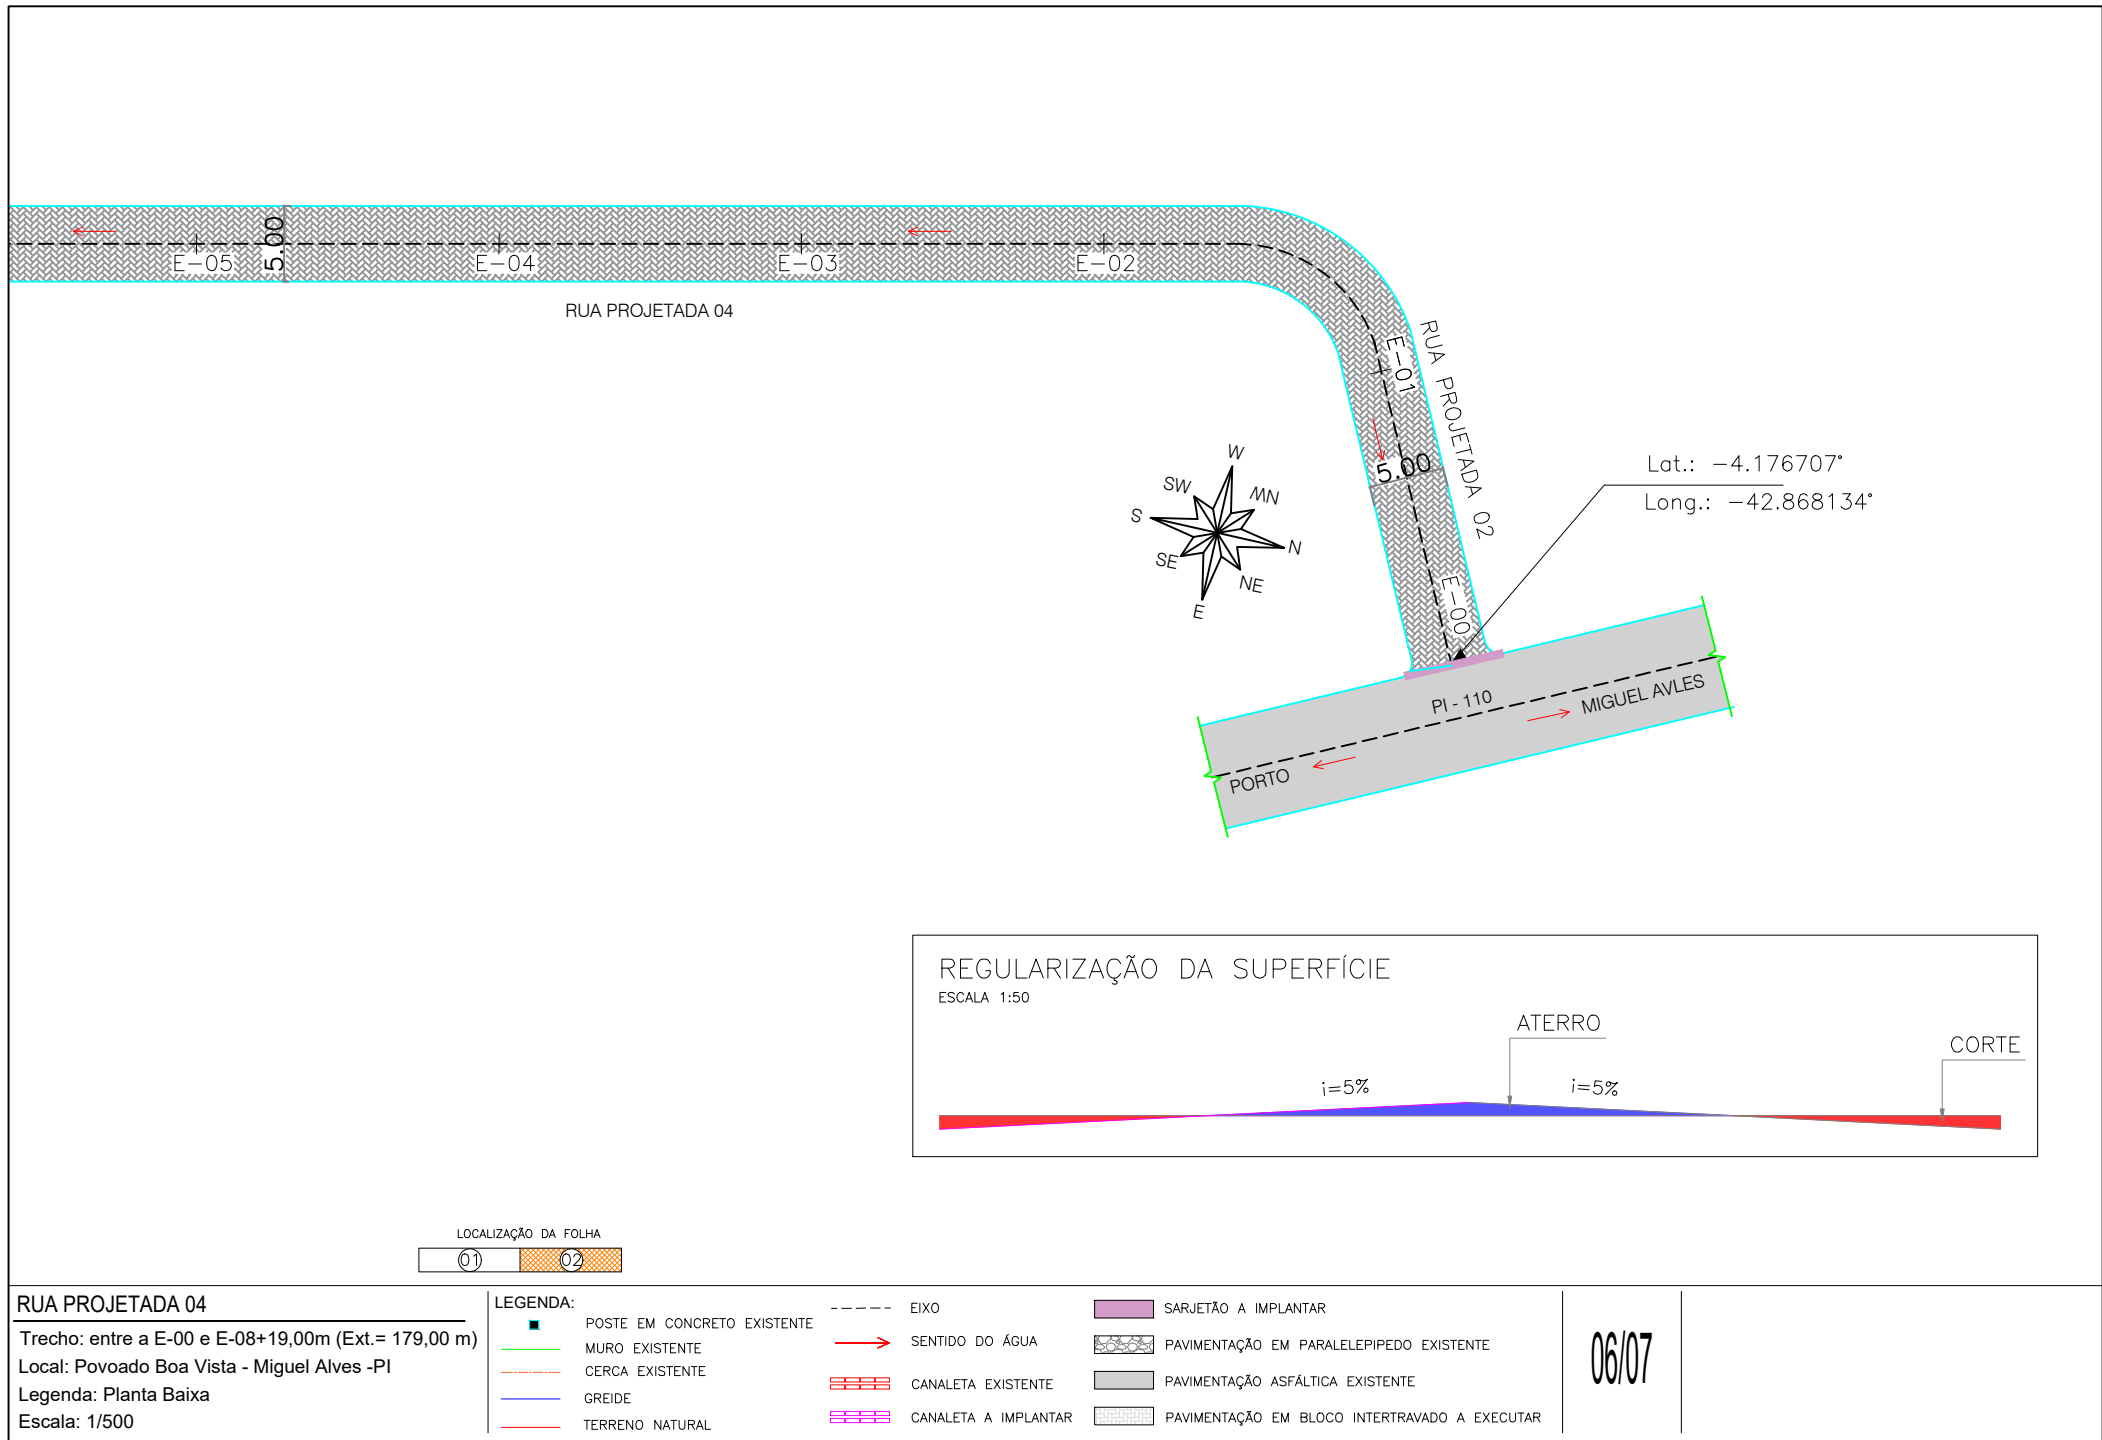 5.00
E-05
E-04
E-03
E-02
RUA PROJETADA 04
E-01
RUA PROJETADA 02
5.00
E-00
W
NW
N
NE
E
SE
S
SW
Lat.: -4.176707°
Long.: -42.868134°
PI - 110
MIGUEL AVLES
PORTO
REGULARIZAÇÃO DA SUPERFÍCIE
ESCALA 1:50
ATERRO
CORTE
i=5%
i=5%
LOCALIZAÇÃO DA FOLHA
01
02
RUA PROJETADA 04
Trecho: entre a E-00 e E-08+19,00m (Ext.= 179,00 m)
Local: Povoado Boa Vista - Miguel Alves -PI
Legenda: Planta Baixa
Escala: 1/500
LEGENDA:
POSTE EM CONCRETO EXISTENTE
MURO EXISTENTE
CERCA EXISTENTE
GREIDE
TERRENO NATURAL
EIXO
SENTIDO DO ÁGUA
CANALETA EXISTENTE
CANALETA A IMPLANTAR
SARJETÃO A IMPLANTAR
PAVIMENTAÇÃO EM PARALELEPIPEDO EXISTENTE
PAVIMENTAÇÃO ASFÁLTICA EXISTENTE
PAVIMENTAÇÃO EM BLOCO INTERTRAVADO A EXECUTAR
06/07